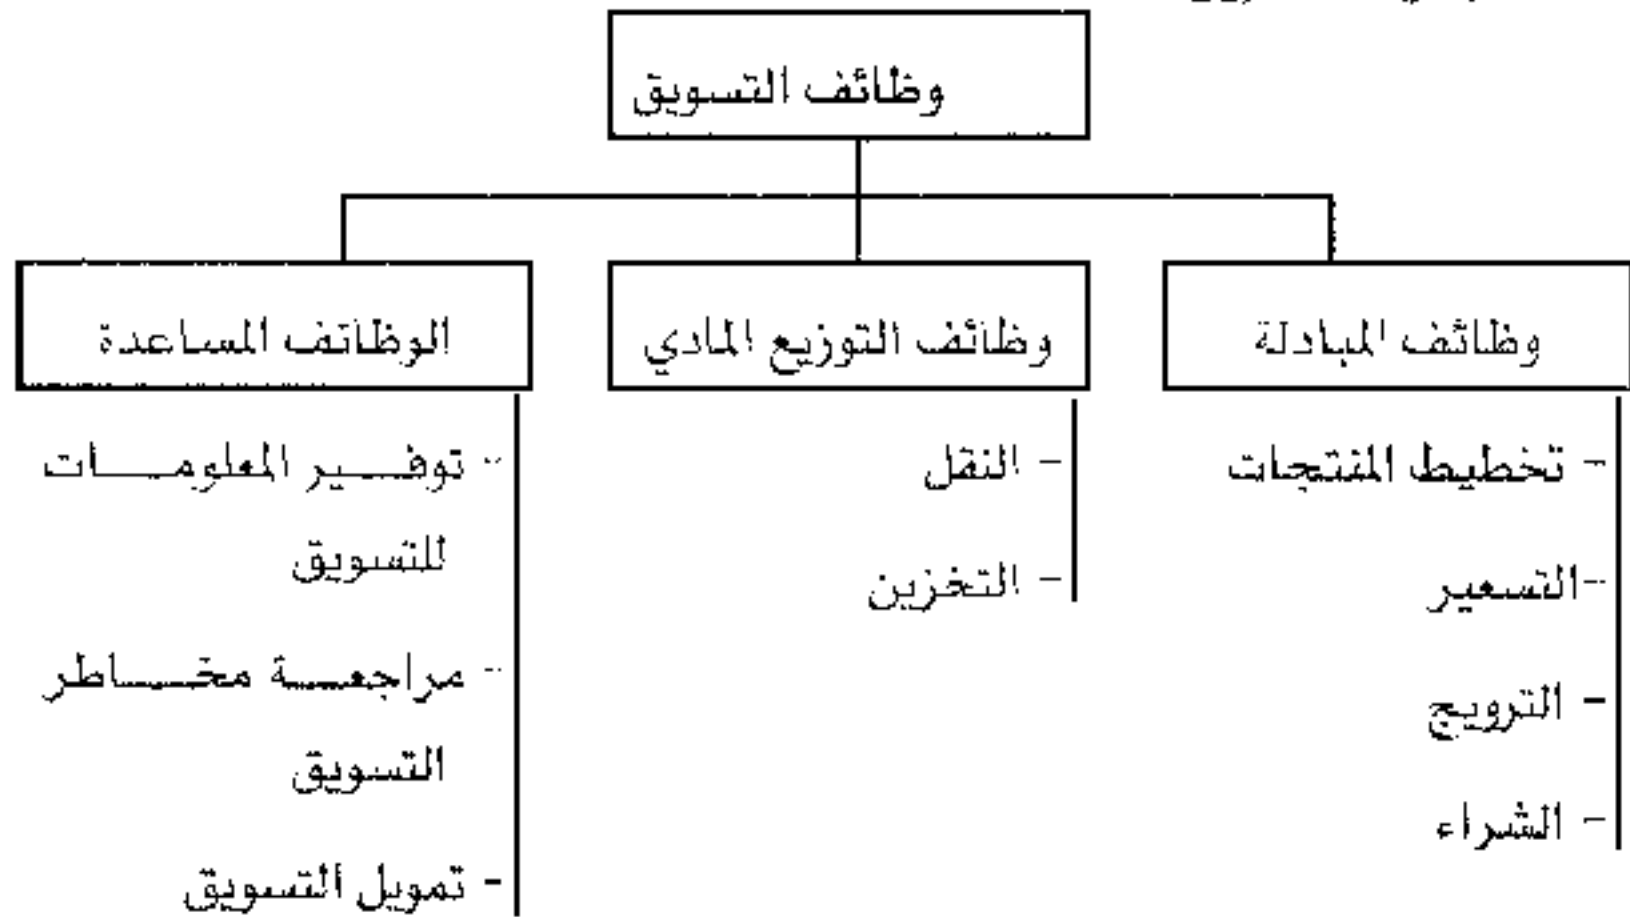 وظائف التسويق
وظائف المبادلة
وظائف التوزيع المادي
الوظائف المساعدة
- تخطيط المنتجات
- التسعير
- الترويج
- الشراء
- النقل
- التخزين
- توفير المعلومات
للتسويق
- مراجعة مخاطر
التسويق
- تمويل التسويق